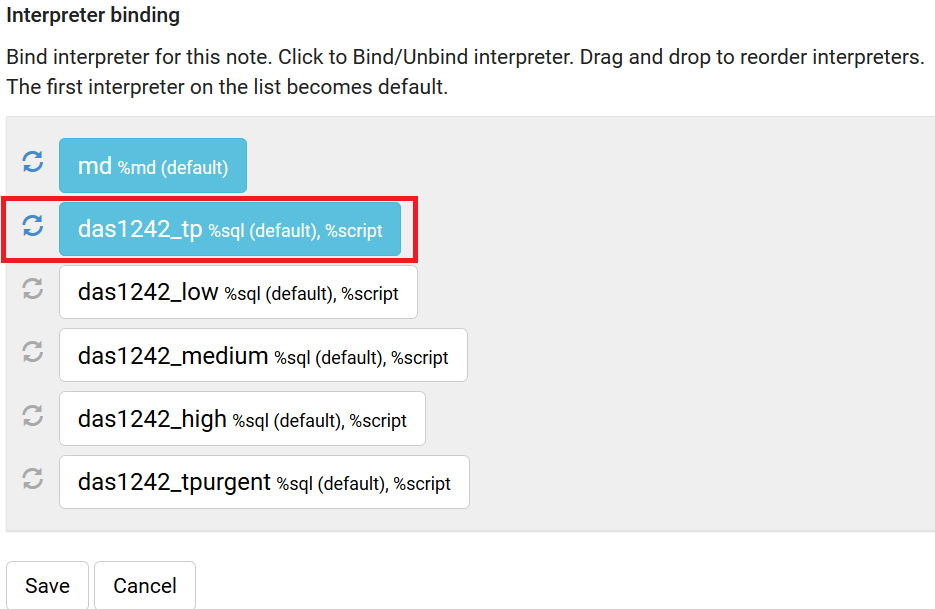 Interpreter binding
Bind interpreter for this note. Click to Bind/Unbind interpreter. Drag and drop to reorder interpreters.
The first interpreter on the list becomes default.
md %md (default)
das1242_tp %sql (default), %script
das1242_low %sql (default), %script
das1242_medium %sql (default), %script
das1242_high %sql (default), %script
das1242_tpurgent %sql (default), %script
Save Cancel